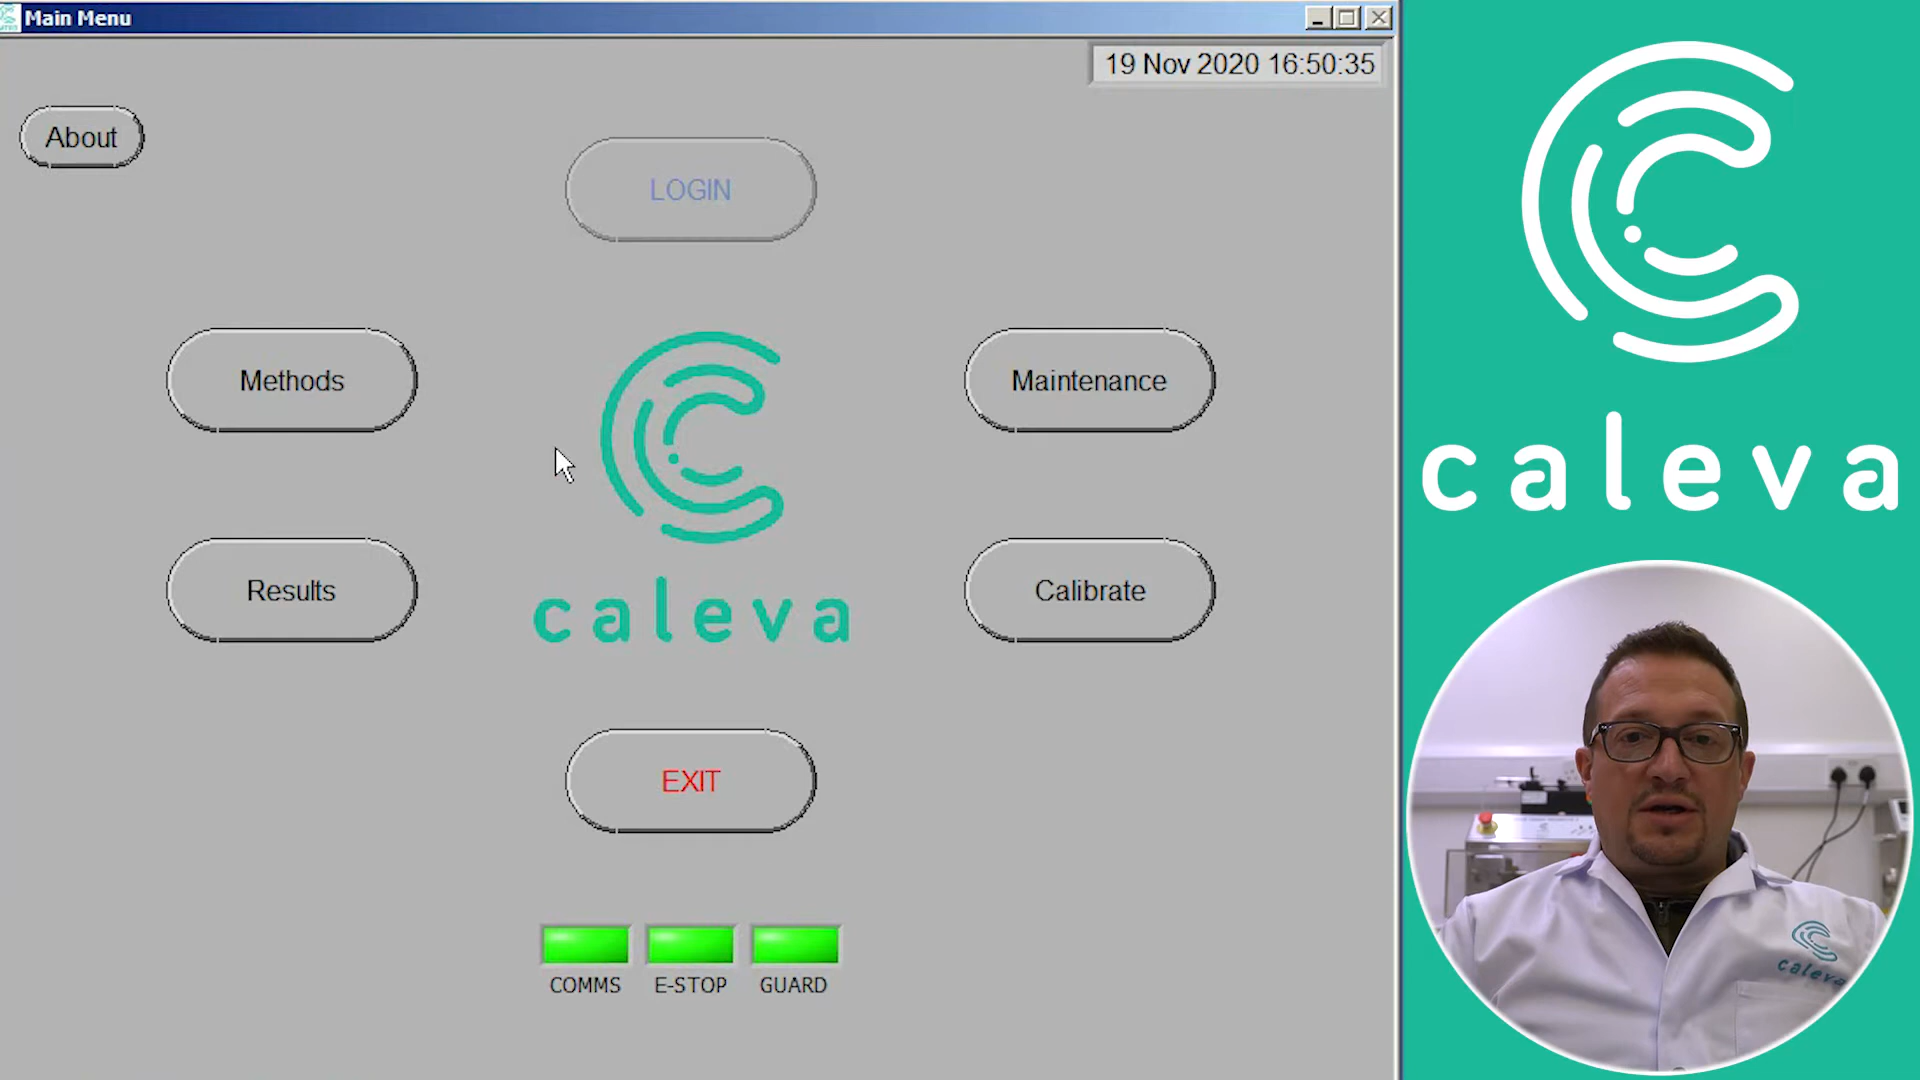 Main Menu
19 Nov 2020 16:50:35
About
LOGIN
Methods
Maintenance
caleva
Results
Calibrate
caleva
EXIT
COMMS
E-STOP
GUARD
caleva